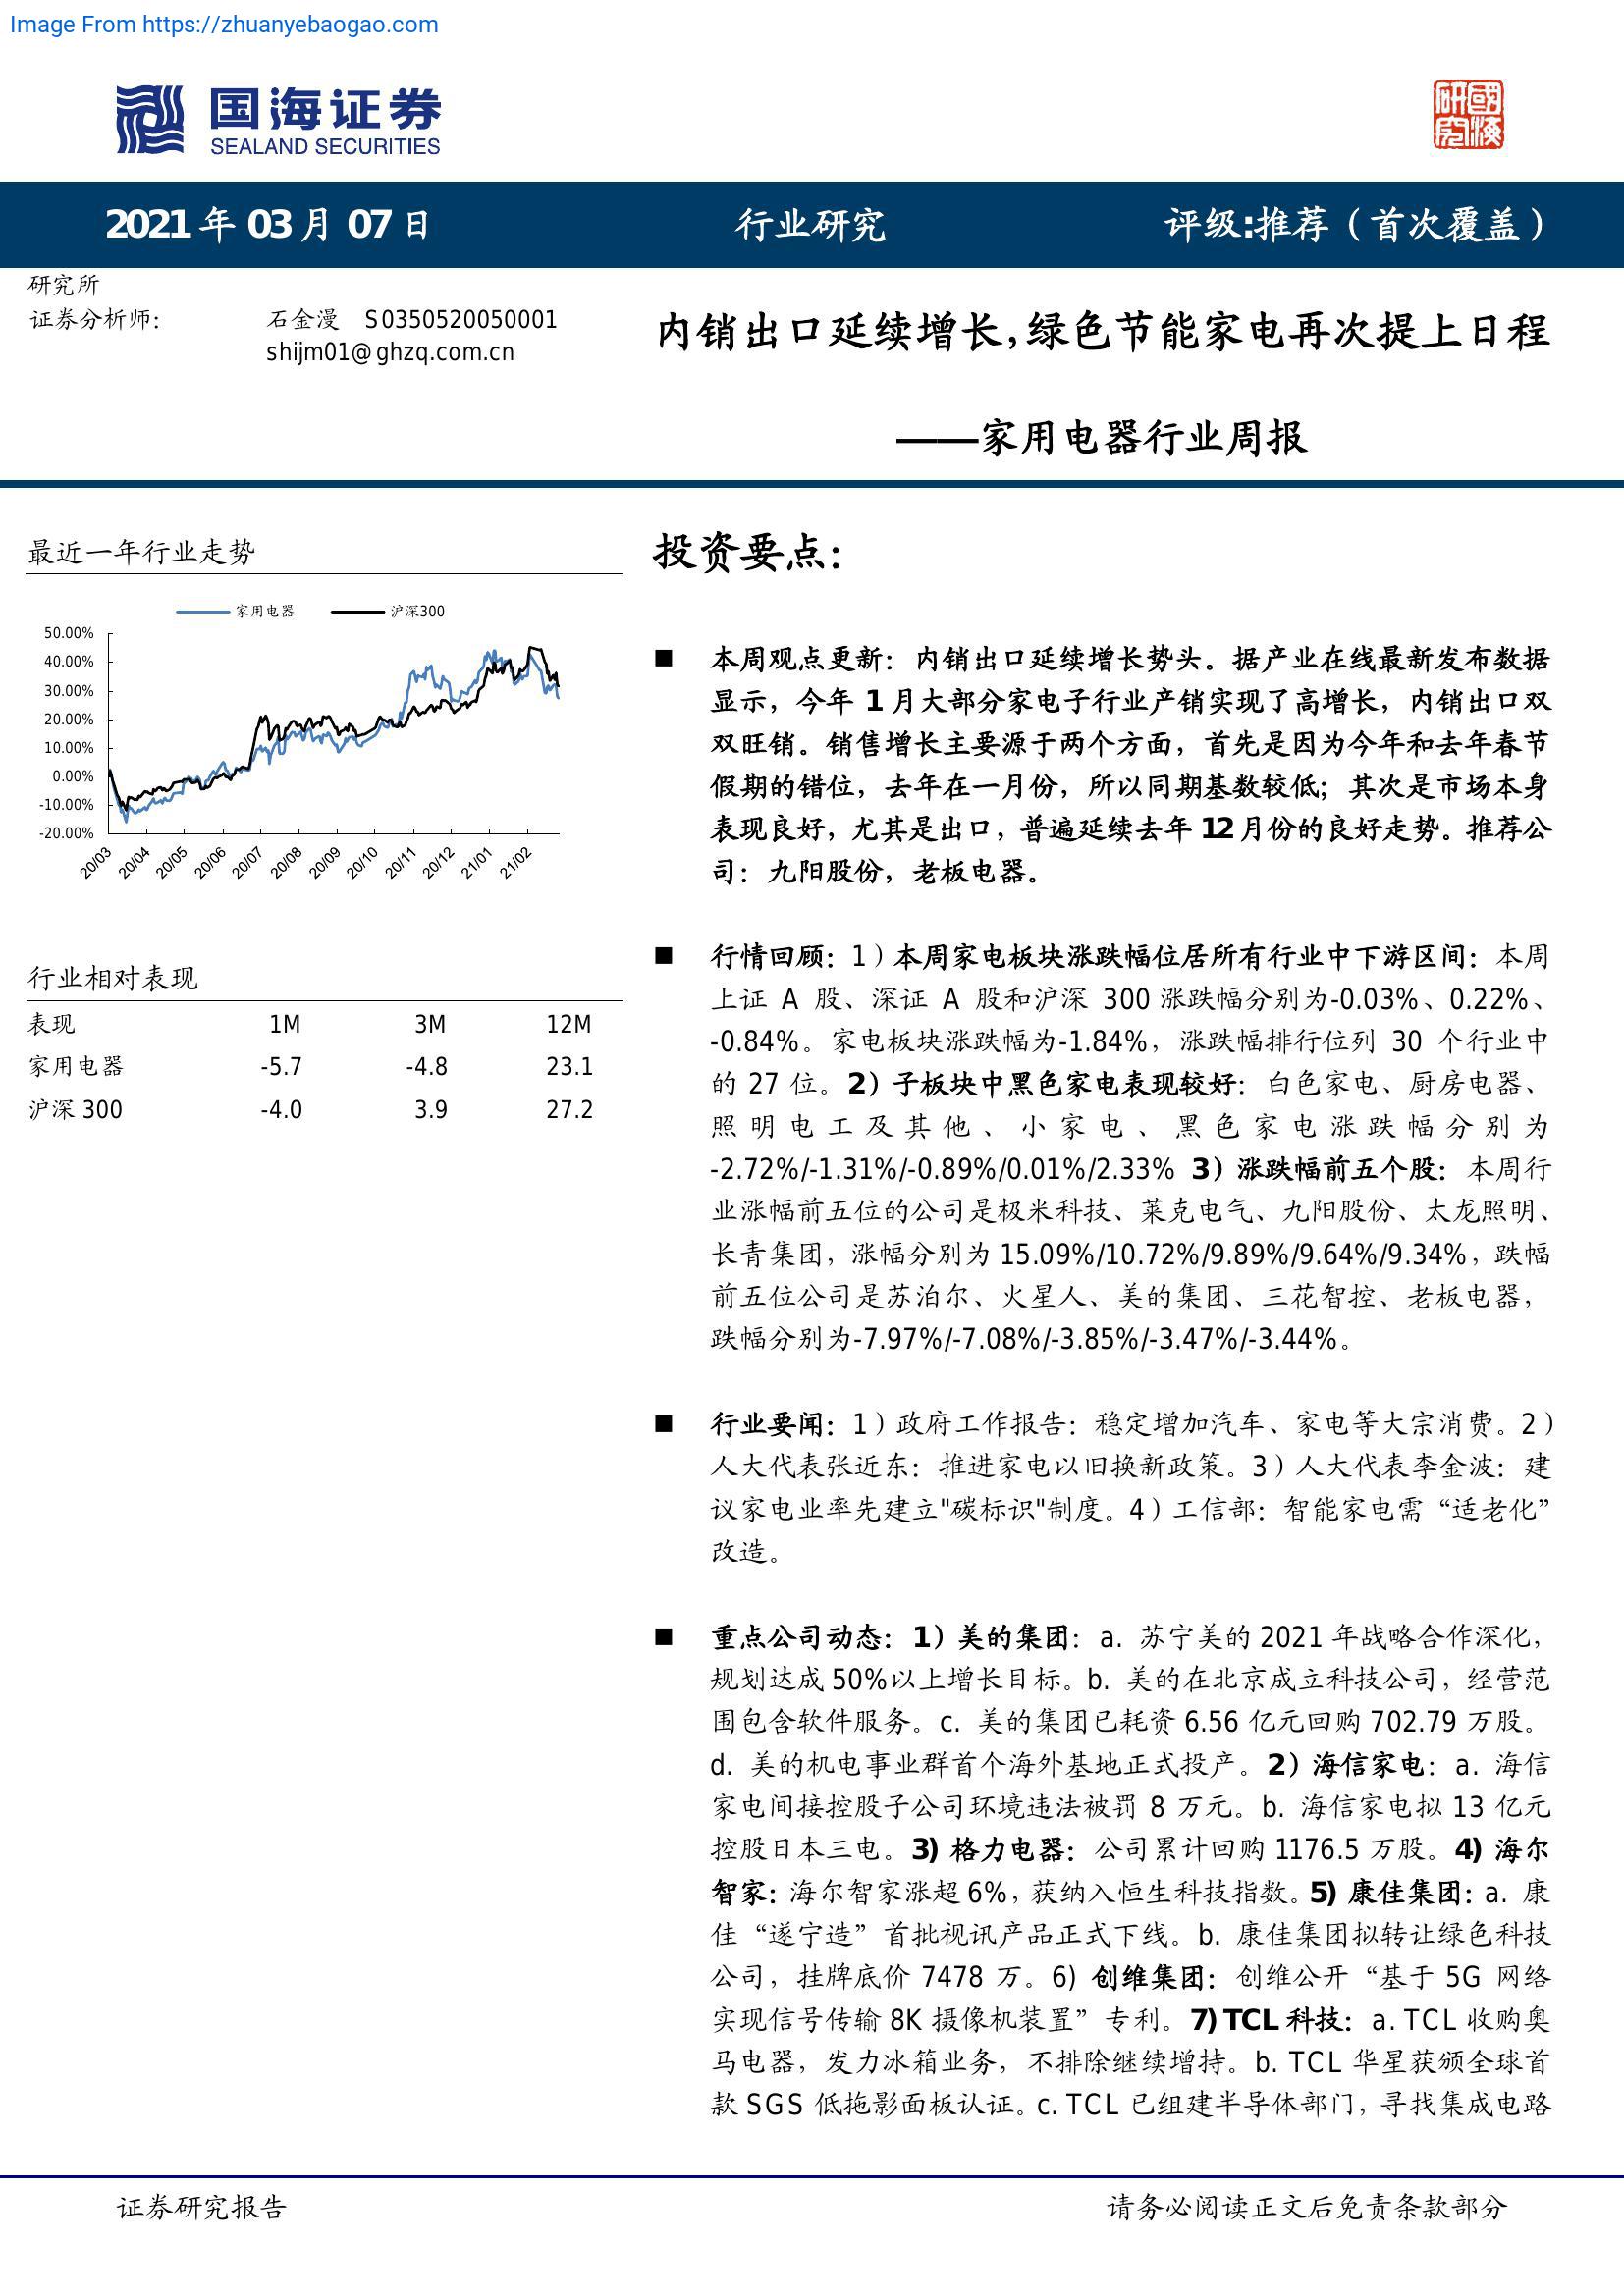 Image From https://zhuanyebaogao.com
国海证券
SEALAND SECURITIES
研國
究海
2021 年 03 月 07 日
行业研究
评级:推荐（首次覆盖）
研究所
证券分析师：
石金漫 S0350520050001
shijm01@ghzq.com.cn
内销出口延续增长，绿色节能家电再次提上日程
——家用电器行业周报
最近一年行业走势
家用电器 沪深300
50.00%
40.00%
30.00%
20.00%
10.00%
0.00%
-10.00%
-20.00%
20/03 20/04 20/05 20/06 20/07 20/08 20/09 20/10 20/11 20/12 21/01 21/02
行业相对表现
表现 1M 3M 12M
家用电器 -5.7 -4.8 23.1
沪深 300 -4.0 3.9 27.2
投资要点：
■ 本周观点更新：内销出口延续增长势头。据产业在线最新发布数据
显示，今年 1 月大部分家电子行业产销实现了高增长，内销出口双
双旺销。销售增长主要源于两个方面，首先是因为今年和去年春节
假期的错位，去年在一月份，所以同期基数较低；其次是市场本身
表现良好，尤其是出口，普遍延续去年 12 月份的良好走势。推荐公
司：九阳股份，老板电器。
■ 行情回顾：1）本周家电板块涨跌幅位居所有行业中下游区间：本周
上证 A 股、深证 A 股和沪深 300 涨跌幅分别为-0.03%、0.22%、
-0.84%。家电板块涨跌幅为-1.84%，涨跌幅排行位列 30 个行业中
的 27 位。2）子板块中黑色家电表现较好：白色家电、厨房电器、
照明电工及其他、小家电、黑色家电涨跌幅分别为
-2.72%/-1.31%/-0.89%/0.01%/2.33% 3）涨跌幅前五个股：本周行
业涨幅前五位的公司是极米科技、莱克电气、九阳股份、太龙照明、
长青集团，涨幅分别为 15.09%/10.72%/9.89%/9.64%/9.34%，跌幅
前五位公司是苏泊尔、火星人、美的集团、三花智控、老板电器，
跌幅分别为-7.97%/-7.08%/-3.85%/-3.47%/-3.44%。
■ 行业要闻：1）政府工作报告：稳定增加汽车、家电等大宗消费。2）
人大代表张近东：推进家电以旧换新政策。3）人大代表李金波：建
议家电业率先建立"碳标识"制度。4）工信部：智能家电需“适老化”
改造。
■ 重点公司动态：1）美的集团：a. 苏宁美的 2021 年战略合作深化，
规划达成 50%以上增长目标。b. 美的在北京成立科技公司，经营范
围包含软件服务。c. 美的集团已耗资 6.56 亿元回购 702.79 万股。
d. 美的机电事业群首个海外基地正式投产。2）海信家电：a. 海信
家电间接控股子公司环境违法被罚 8 万元。b. 海信家电拟 13 亿元
控股日本三电。3) 格力电器：公司累计回购 1176.5 万股。4) 海尔
智家：海尔智家涨超 6%，获纳入恒生科技指数。5) 康佳集团：a. 康
佳“遂宁造”首批视讯产品正式下线。b. 康佳集团拟转让绿色科技
公司，挂牌底价 7478 万。6) 创维集团：创维公开“基于 5G 网络
实现信号传输 8K 摄像机装置”专利。7) TCL 科技：a. TCL 收购奥
马电器，发力冰箱业务，不排除继续增持。b. TCL 华星获颁全球首
款 SGS 低拖影面板认证。c. TCL 已组建半导体部门，寻找集成电路
证券研究报告
请务必阅读正文后免责条款部分